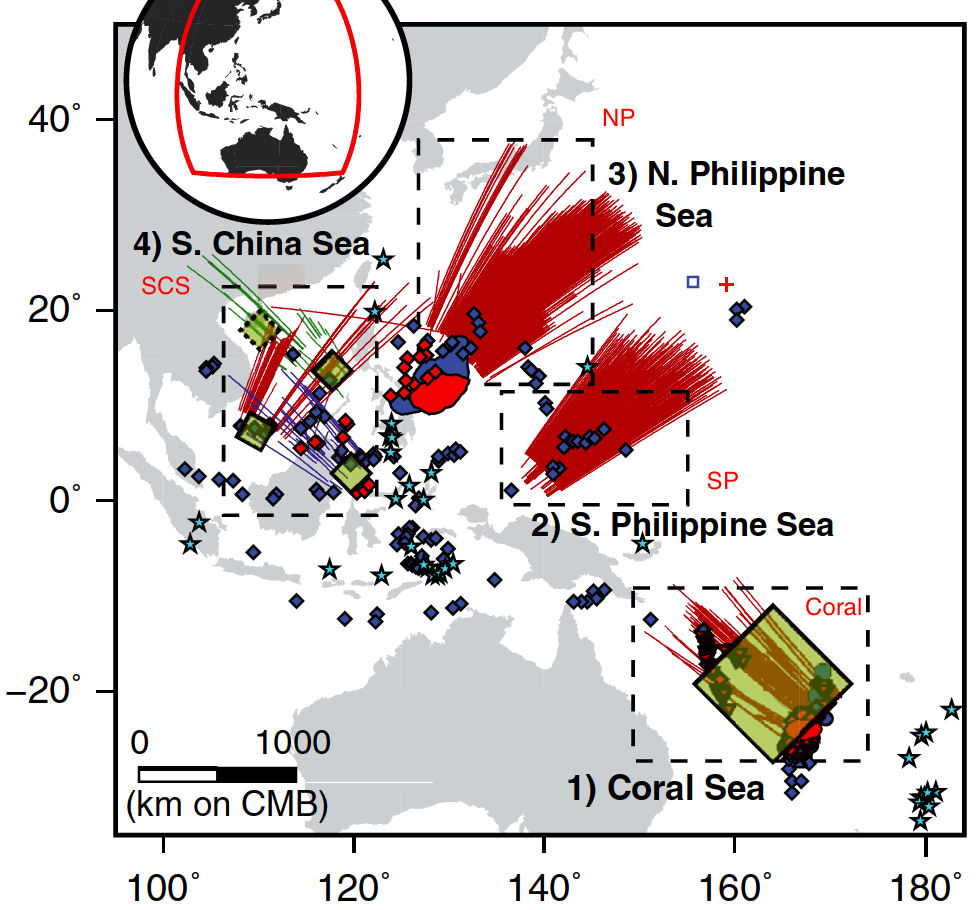 40°
20°
0°
−20°
NP
3) N. Philippine
Sea
4) S. China Sea
SCS
SP
2) S. Philippine Sea
Coral
1) Coral Sea
0 1000
(km on CMB)
100° 120° 140° 160° 180°